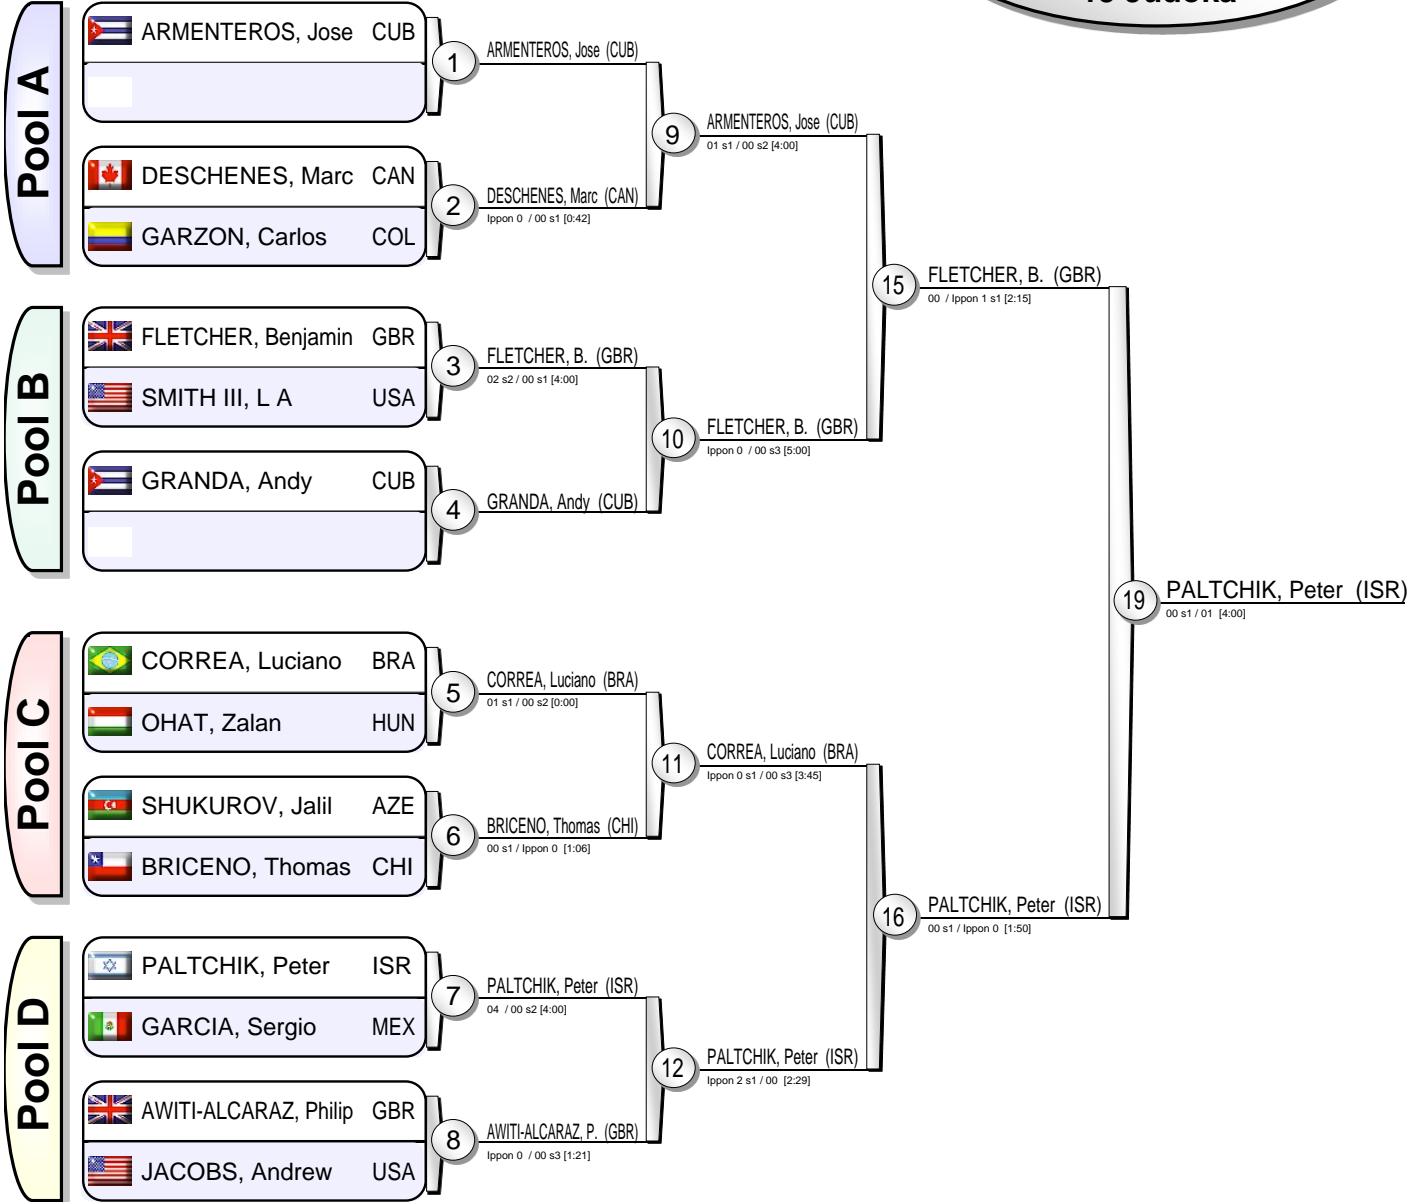 Pool A
ARMENTEROS, Jose CUB
DESCHENES, Marc CAN
GARZON, Carlos COL
Pool B
FLETCHER, Benjamin GBR
SMITH III, L A USA
GRANDA, Andy CUB
Pool C
CORREA, Luciano BRA
OHAT, Zalan HUN
SHUKUROV, Jalil AZE
BRICENO, Thomas CHI
Pool D
PALTCHIK, Peter ISR
GARCIA, Sergio MEX
AWITI-ALCARAZ, Philip GBR
JACOBS, Andrew USA
1
ARMENTEROS, Jose (CUB)
2
DESCHENES, Marc (CAN)
Ippon 0 / 00 s1 [0:42]
3
FLETCHER, B. (GBR)
02 s2 / 00 s1 [4:00]
4
GRANDA, Andy (CUB)
5
CORREA, Luciano (BRA)
01 s1 / 00 s2 [0:00]
6
BRICENO, Thomas (CHI)
00 s1 / Ippon 0 [1:06]
7
PALTCHIK, Peter (ISR)
04 / 00 s2 [4:00]
8
AWITI-ALCARAZ, P. (GBR)
Ippon 0 / 00 s3 [1:21]
9
ARMENTEROS, Jose (CUB)
01 s1 / 00 s2 [4:00]
10
FLETCHER, B. (GBR)
Ippon 0 / 00 s3 [5:00]
11
CORREA, Luciano (BRA)
Ippon 0 s1 / 00 s3 [3:45]
12
PALTCHIK, Peter (ISR)
Ippon 2 s1 / 00 [2:29]
15
FLETCHER, B. (GBR)
00 / Ippon 1 s1 [2:15]
16
PALTCHIK, Peter (ISR)
00 s1 / Ippon 0 [1:50]
19
PALTCHIK, Peter (ISR)
00 s1 / 01 [4:00]